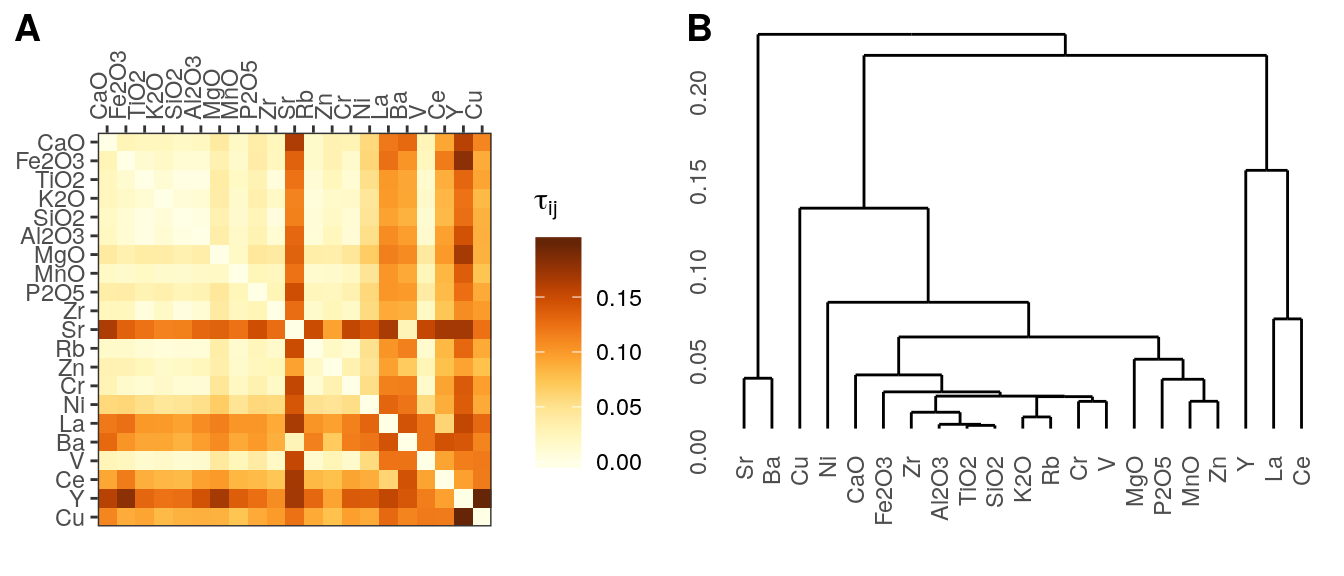 A
CaO
Fe2O3
TiO2
K2O
SiO2
Al2O3
MgO
MnO
P2O5
Zr
Sr
Rb
Zn
Cr
Ni
La
Ba
V
Ce
Y
Cu
CaO
Fe2O3
TiO2
K2O
SiO2
Al2O3
MgO
MnO
P2O5
Zr
Sr
Rb
Zn
Cr
Ni
La
Ba
V
Ce
Y
Cu
τij
0.15
0.10
0.05
0.00
B
0.20
0.15
0.10
0.05
0.00
Sr
Ba
Cu
Ni
CaO
Fe2O3
Zr
Al2O3
TiO2
SiO2
K2O
Rb
Cr
V
MgO
P2O5
MnO
Zn
Y
La
Ce